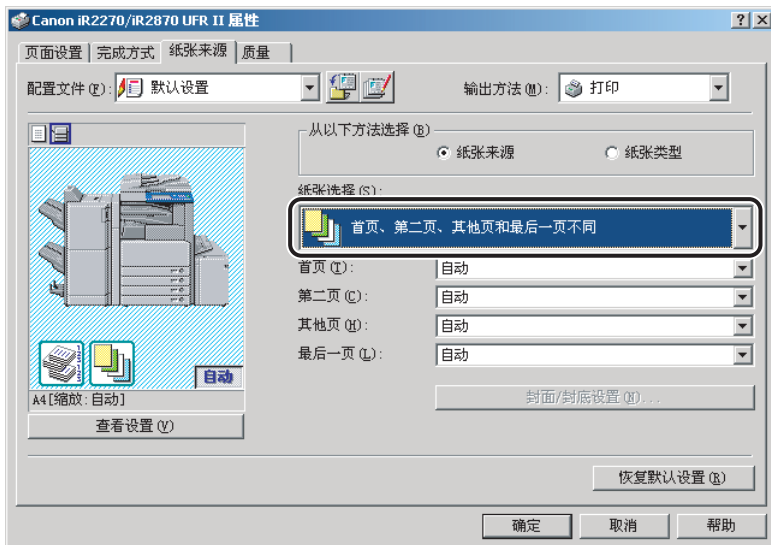 Canon iR2270/iR2870 UFR II 属性
页面设置 完成方式 纸张来源 质量
配置文件(F): 默认设置 输出方法(M): 打印
从以下方法选择(B)
纸张来源 纸张类型
纸张选择(S):
首页、第二页、其他页和最后一页不同
首页(T): 自动
第二页(C): 自动
其他页(H): 自动
最后一页(L): 自动
自动
A4[缩放:自动]
封面/封底设置(N)...
查看设置(V)
恢复默认设置(R)
确定 取消 帮助